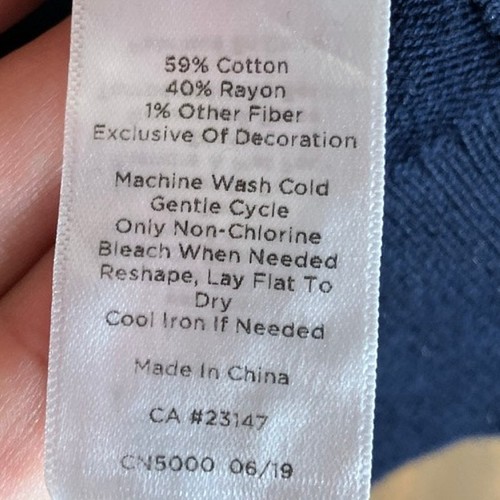 59% Cotton
40% Rayon
1% Other Fiber
Exclusive Of Decoration
Machine Wash Cold
Gentle Cycle
Only Non-Chlorine
Bleach When Needed
Reshape, Lay Flat To
Dry
Cool Iron If Needed
Made In China
CA #23147
CN5000 06/19